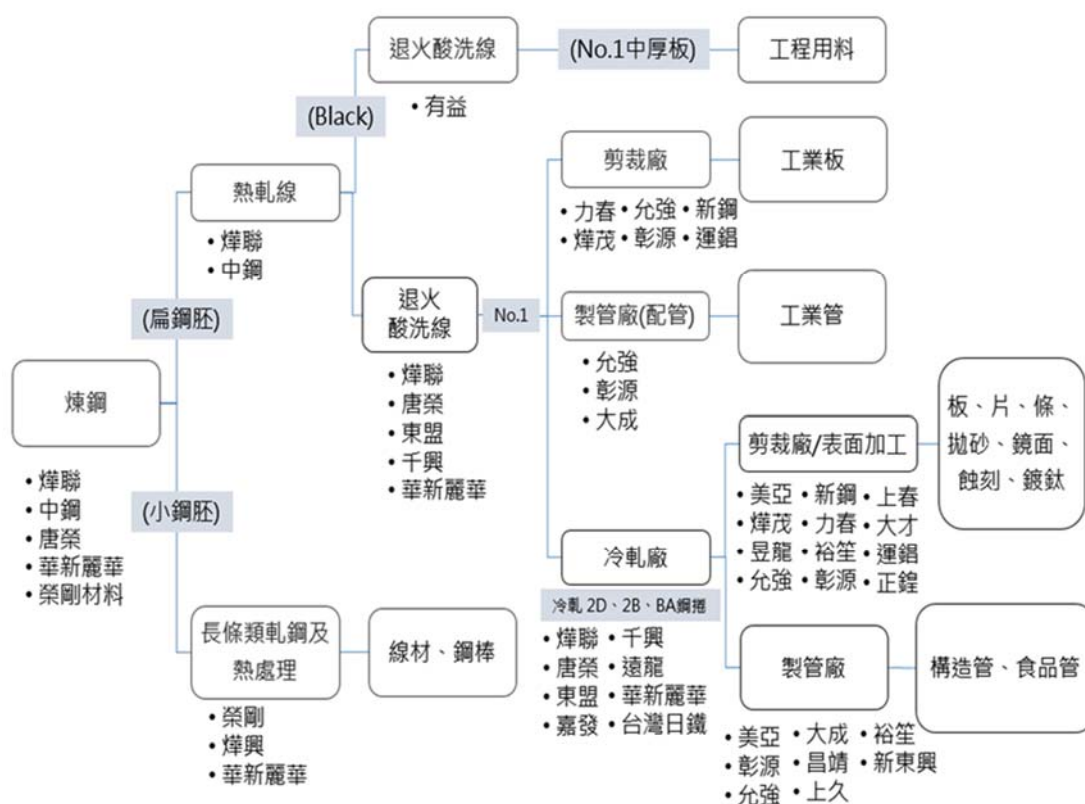 退火酸洗線
(No.1中厚板)
工程用料
(Black)
• 有益
剪裁廠
工業板
• 力春 • 允強 • 新鋼
• 燁茂 • 彰源 • 運錩
熱軋線
• 燁聯
• 中鋼
退火
酸洗線
No.1
製管廠(配管)
工業管
• 允強
• 彰源
• 大成
(扁鋼胚)
• 燁聯
• 唐榮
• 東盟
• 千興
• 華新麗華
煉鋼
• 燁聯
• 中鋼
• 唐榮
• 華新麗華
• 榮剛材料
(小鋼胚)
剪裁廠/表面加工
板、片、條、
拋砂、鏡面、
蝕刻、鍍鈦
• 美亞 • 新鋼 • 上春
• 燁茂 • 力春 • 大才
• 昱龍 • 裕笙 • 運錩
• 允強 • 彰源 • 正鍠
冷軋廠
冷軋 2D、2B、BA鋼捲
• 燁聯 • 千興
• 唐榮 • 遠龍
• 東盟 • 華新麗華
• 嘉發 • 台灣日鐵
長條類軋鋼及
熱處理
線材、鋼棒
• 榮剛
• 燁興
• 華新麗華
製管廠
構造管、食品管
• 美亞 • 大成 • 裕笙
• 彰源 • 昌靖 • 新東興
• 允強 • 上久